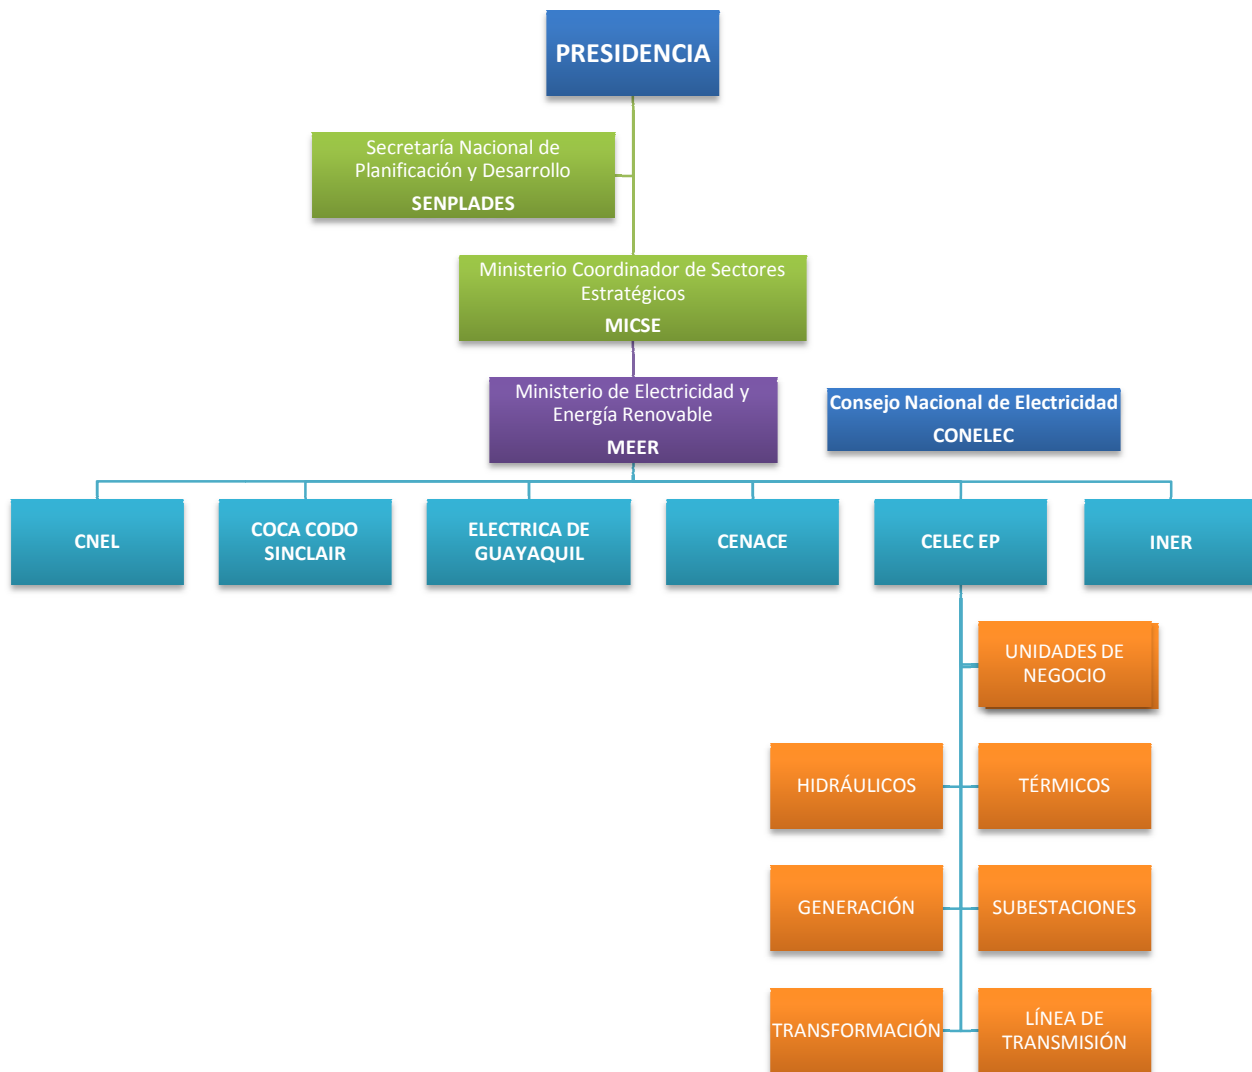 PRESIDENCIA
Secretaría Nacional de
Planificación y Desarrollo
SENPLADES
Ministerio Coordinador de Sectores
Estratégicos
MICSE
Ministerio de Electricidad y
Energía Renovable
MEER
Consejo Nacional de Electricidad
CONELEC
CNEL
COCA CODO
SINCLAIR
ELECTRICA DE
GUAYAQUIL
CENACE
CELEC EP
INER
UNIDADES DE
NEGOCIO
HIDRÁULICOS
TÉRMICOS
GENERACIÓN
SUBESTACIONES
TRANSFORMACIÓN
LÍNEA DE
TRANSMISIÓN